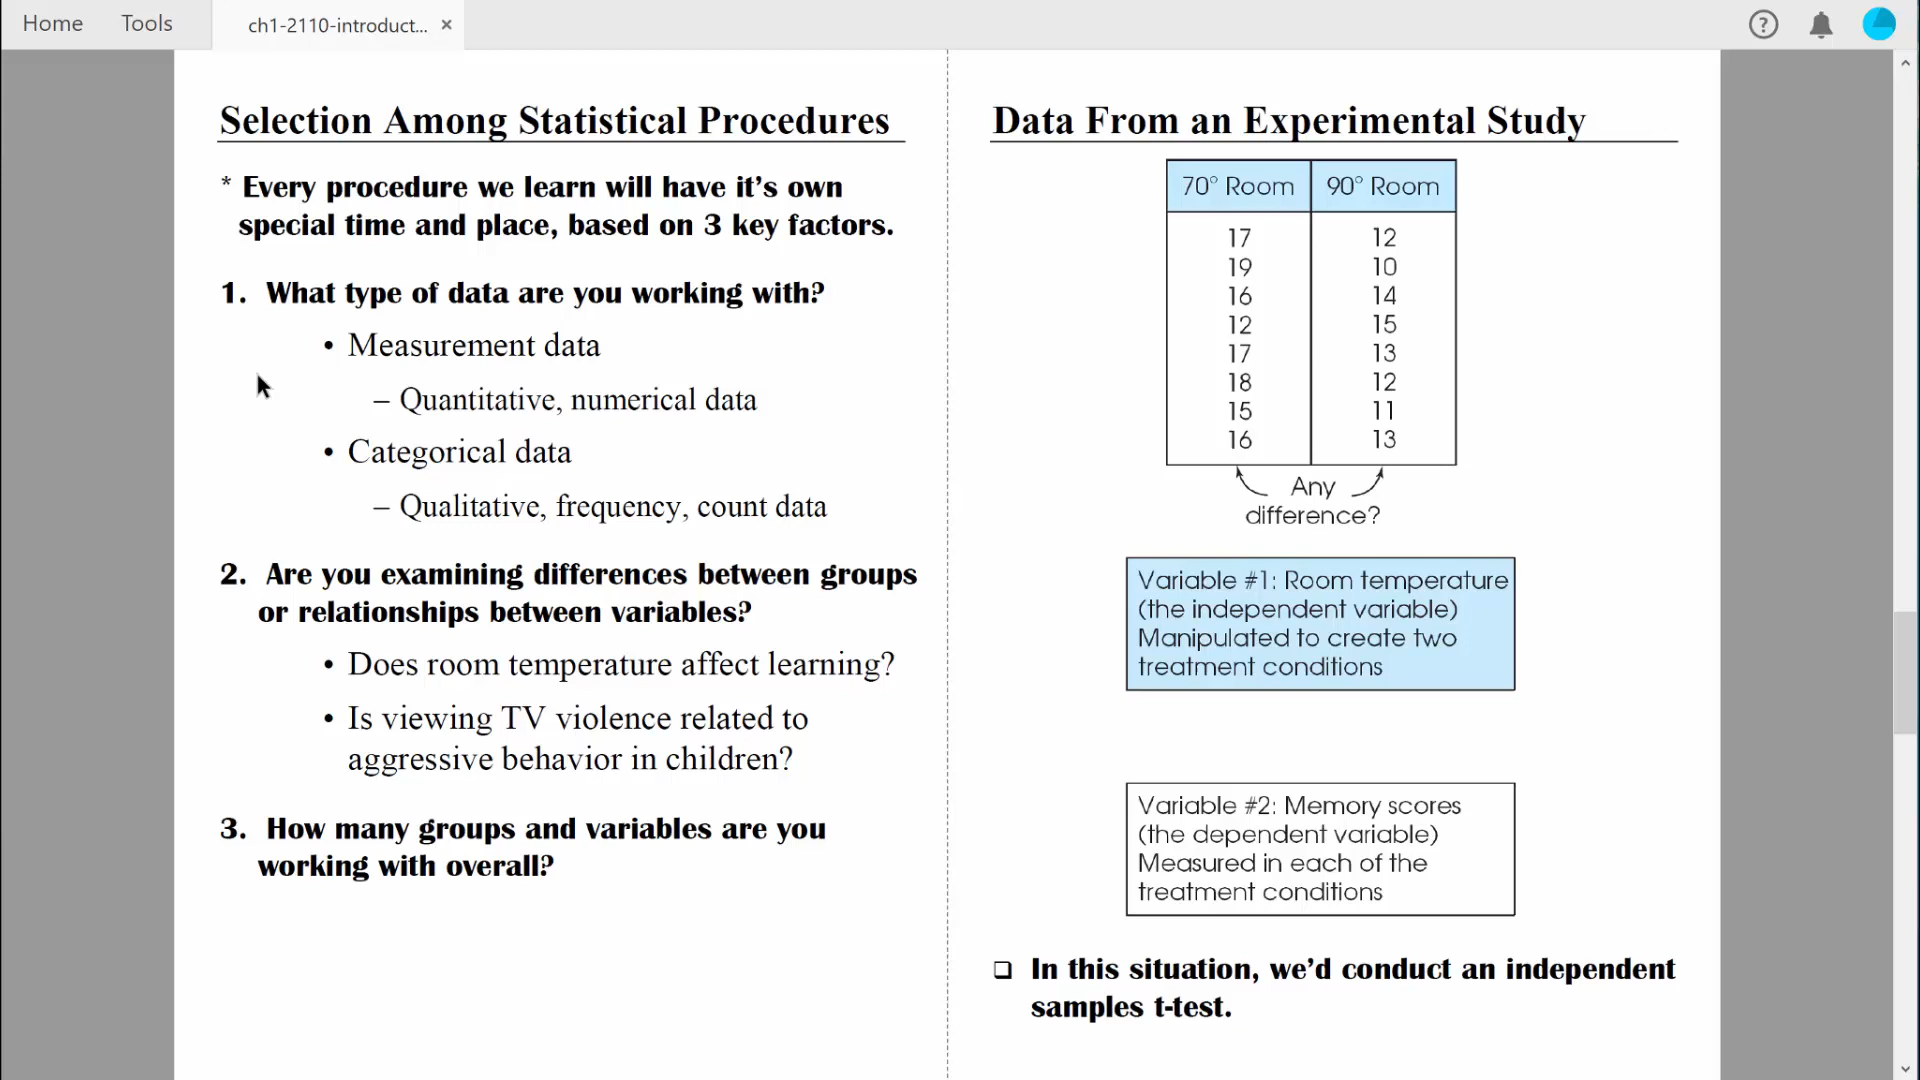 Home Tools ch1-2110-introduct... ×
Selection Among Statistical Procedures
* Every procedure we learn will have it’s own
special time and place, based on 3 key factors.
1. What type of data are you working with?
• Measurement data
– Quantitative, numerical data
• Categorical data
– Qualitative, frequency, count data
2. Are you examining differences between groups
or relationships between variables?
• Does room temperature affect learning?
• Is viewing TV violence related to
aggressive behavior in children?
3. How many groups and variables are you
working with overall?
Data From an Experimental Study
70° Room 90° Room
17 12
19 10
16 14
12 15
17 13
18 12
15 11
16 13
Any
difference?
Variable #1: Room temperature
(the independent variable)
Manipulated to create two
treatment conditions
Variable #2: Memory scores
(the dependent variable)
Measured in each of the
treatment conditions
❑ In this situation, we’d conduct an independent
samples t-test.